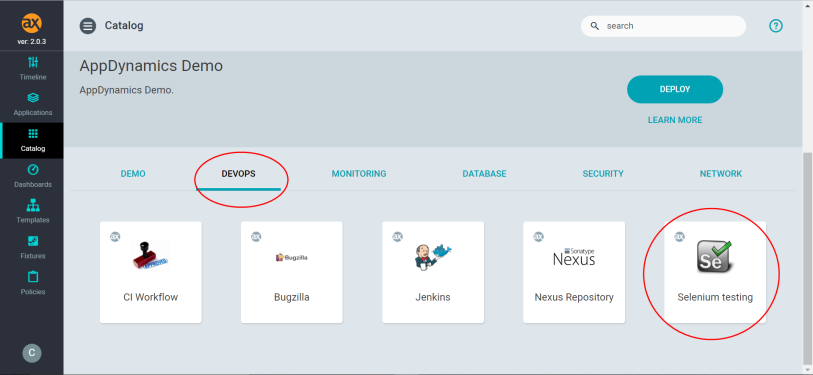 ax
ver: 2.0.3
Timeline
Applications
Catalog
Dashboards
Templates
Fixtures
Policies
C
Catalog
search
?
AppDynamics Demo
AppDynamics Demo.
DEPLOY
LEARN MORE
DEMO DEVOPS MONITORING DATABASE SECURITY NETWORK
ax
CI Workflow
ax
Bugzilla
Bugzilla
ax
Jenkins
ax
Sonatype
Nexus
Nexus Repository
ax
Se
Selenium testing